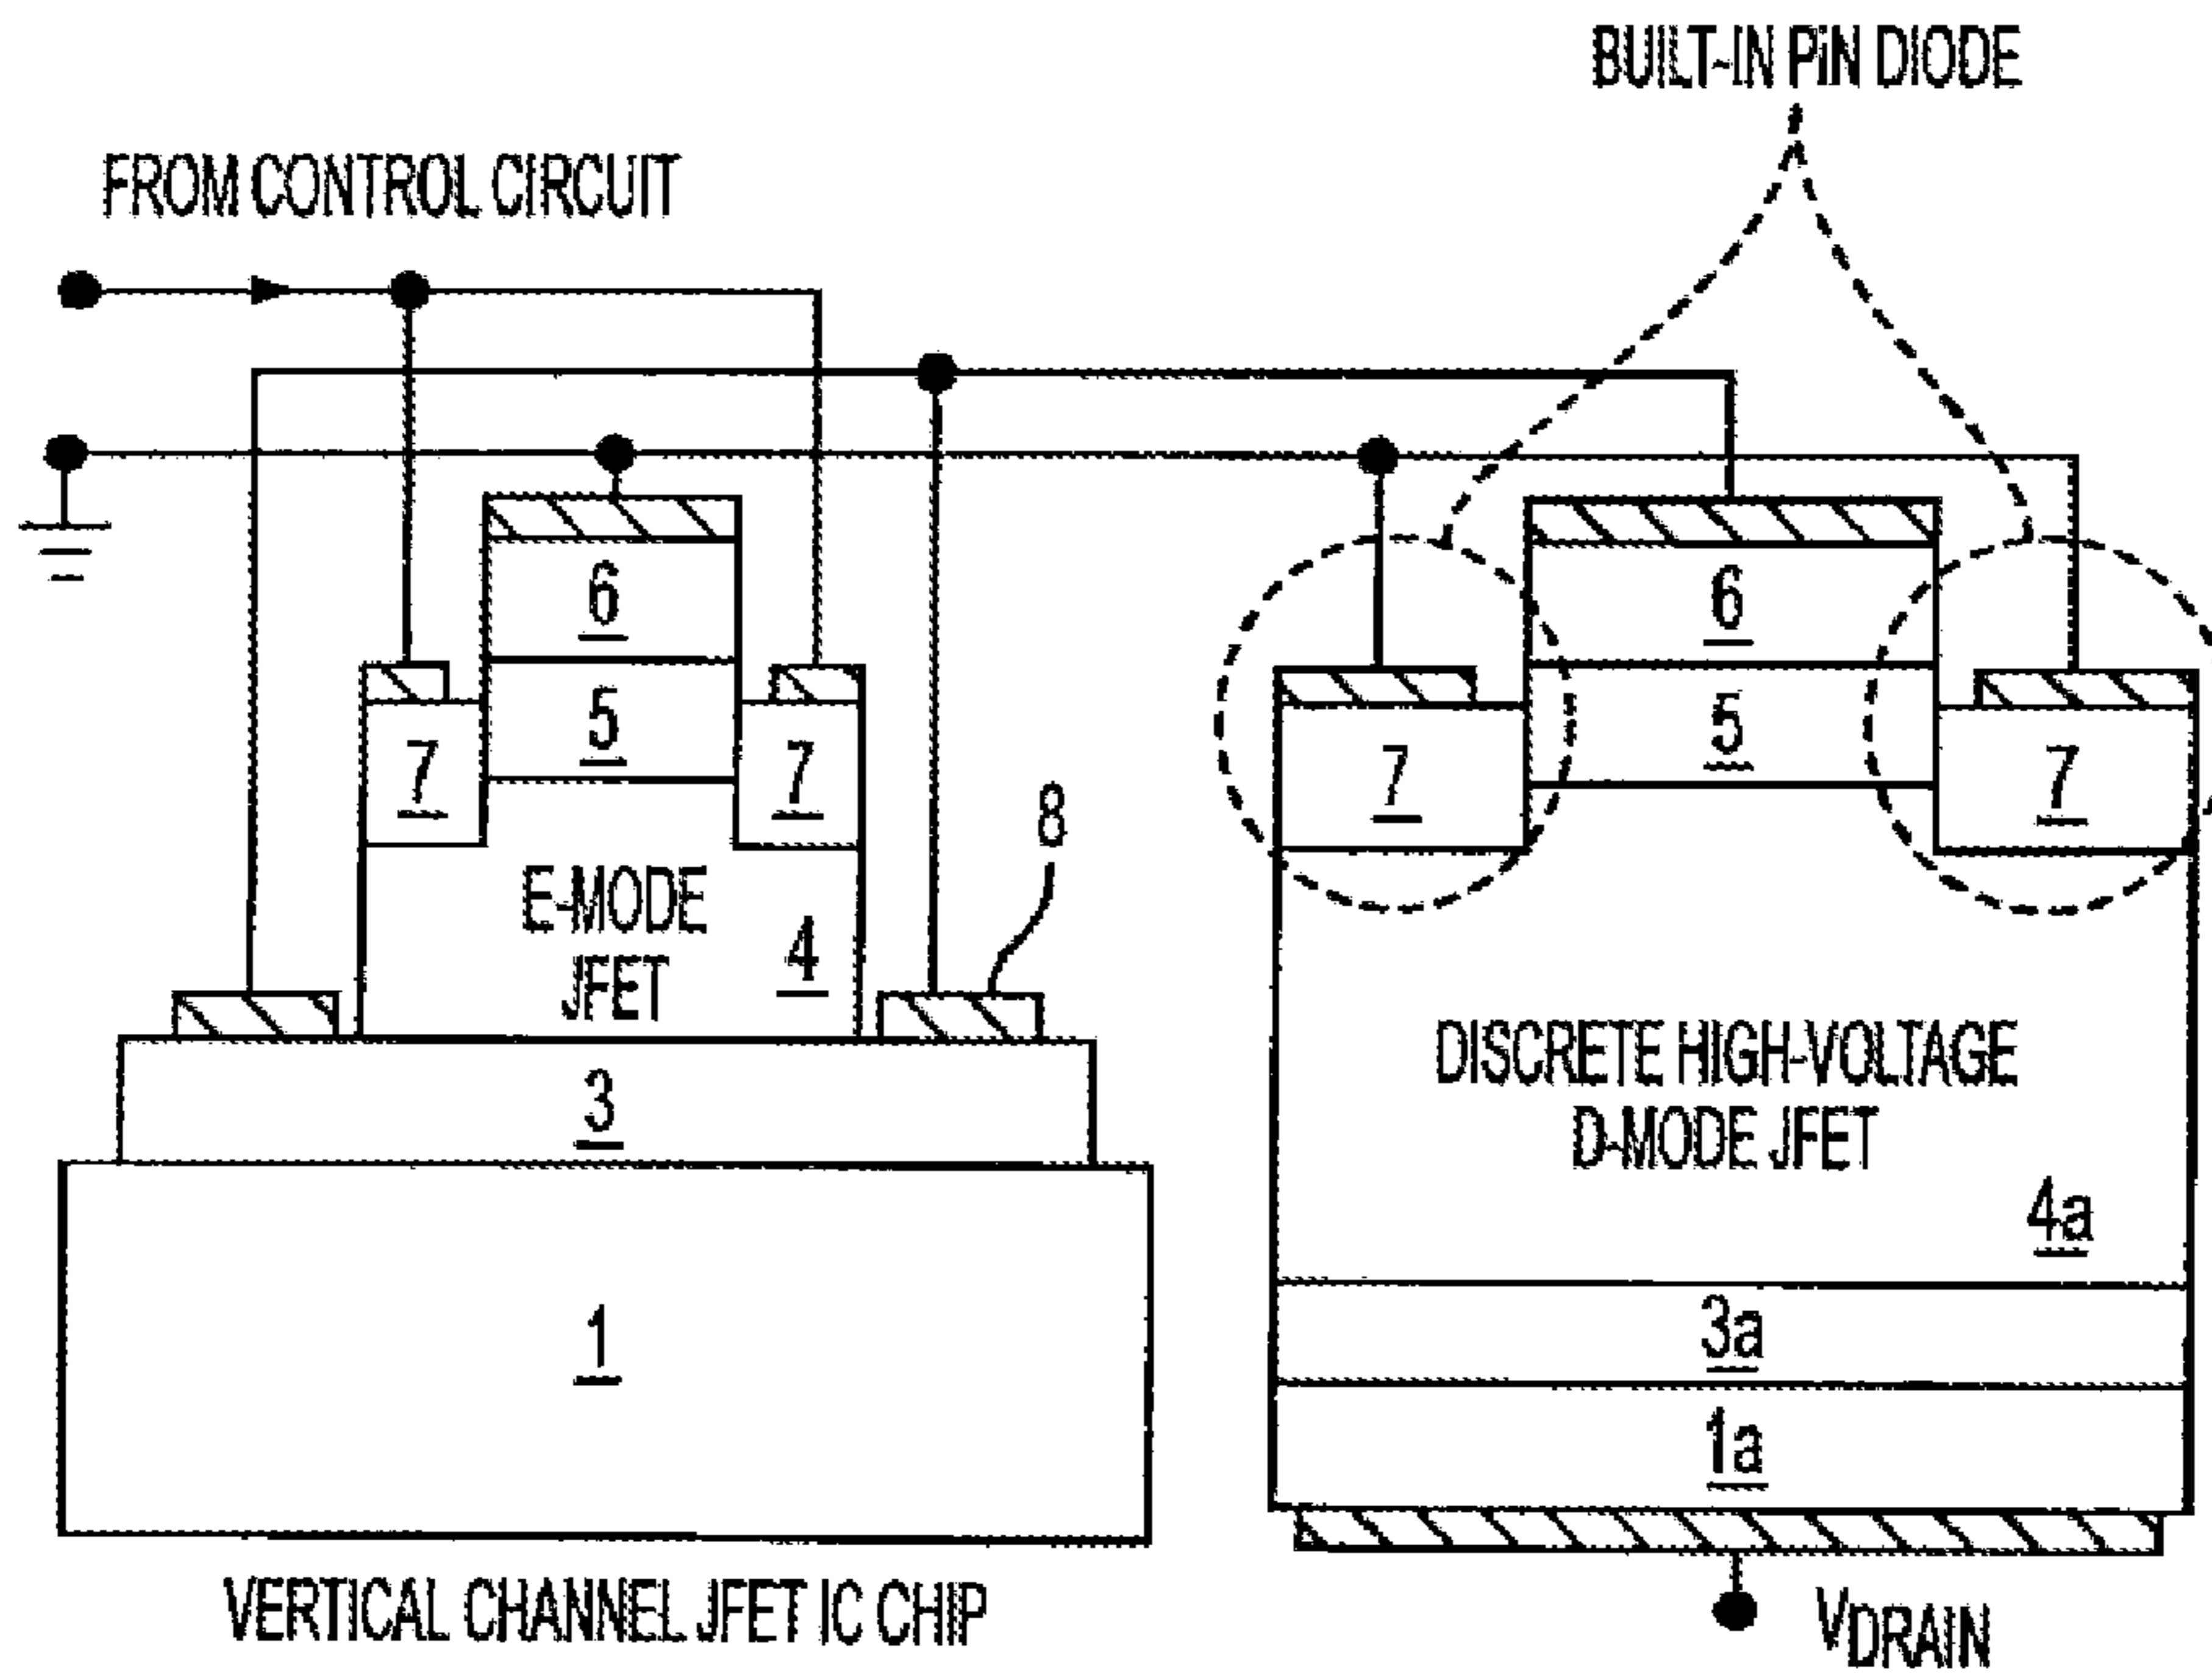 BUILT-IN PiN DIODE
FROM CONTROL CIRCUIT
6
5
7
7
8
E-MODE
JFET
4
3
1
VERTICAL CHANNEL JFET IC CHIP
6
5
7
7
DISCRETE HIGH-VOLTAGE
D-MODE JFET
4a
3a
1a
VDRAIN